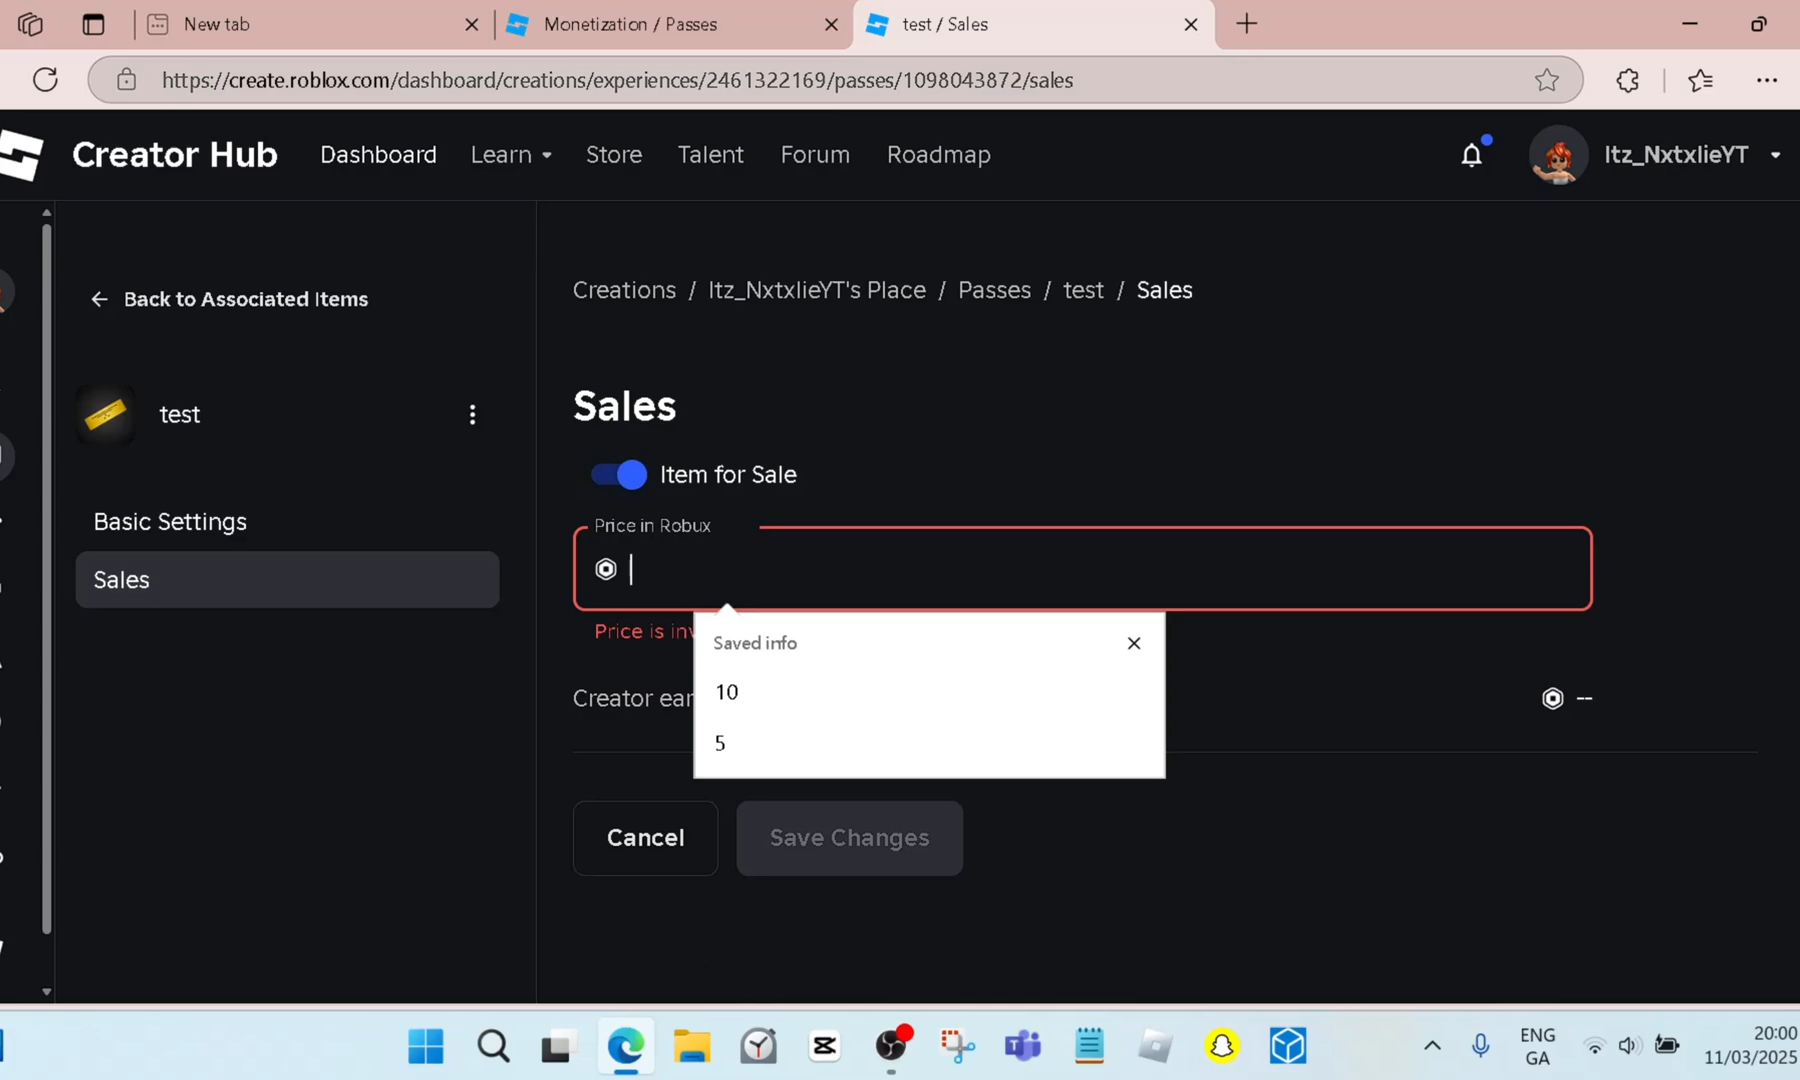 New tab
Monetization / Passes
test / Sales
https://create.roblox.com/dashboard/creations/experiences/2461322169/passes/1098043872/sales
Creator Hub
Dashboard
Learn
Store
Talent
Forum
Roadmap
Itz_NxtxlieYT
Back to Associated Items
Creations / Itz_NxtxlieYT's Place / Passes / test / Sales
test
Sales
Item for Sale
Price in Robux
Basic Settings
Sales
Price is inv
Saved info
10
Creator ear
--
5
Cancel
Save Changes
ENG
GA
20:00
11/03/2025